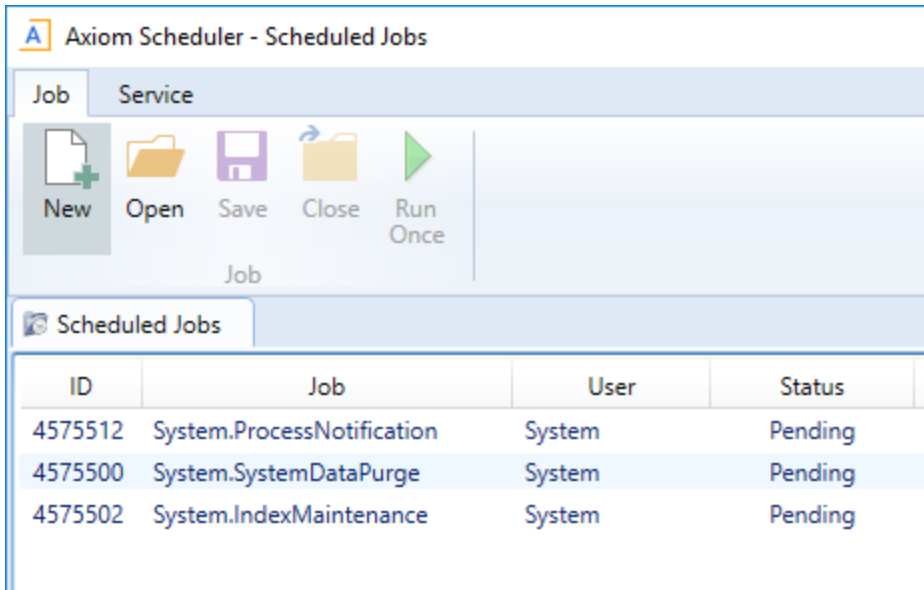 A Axiom Scheduler - Scheduled Jobs
Job Service
New Open Save Close Run Once
Job
Scheduled Jobs
ID Job User Status
4575512 System.ProcessNotification System Pending
4575500 System.SystemDataPurge System Pending
4575502 System.IndexMaintenance System Pending